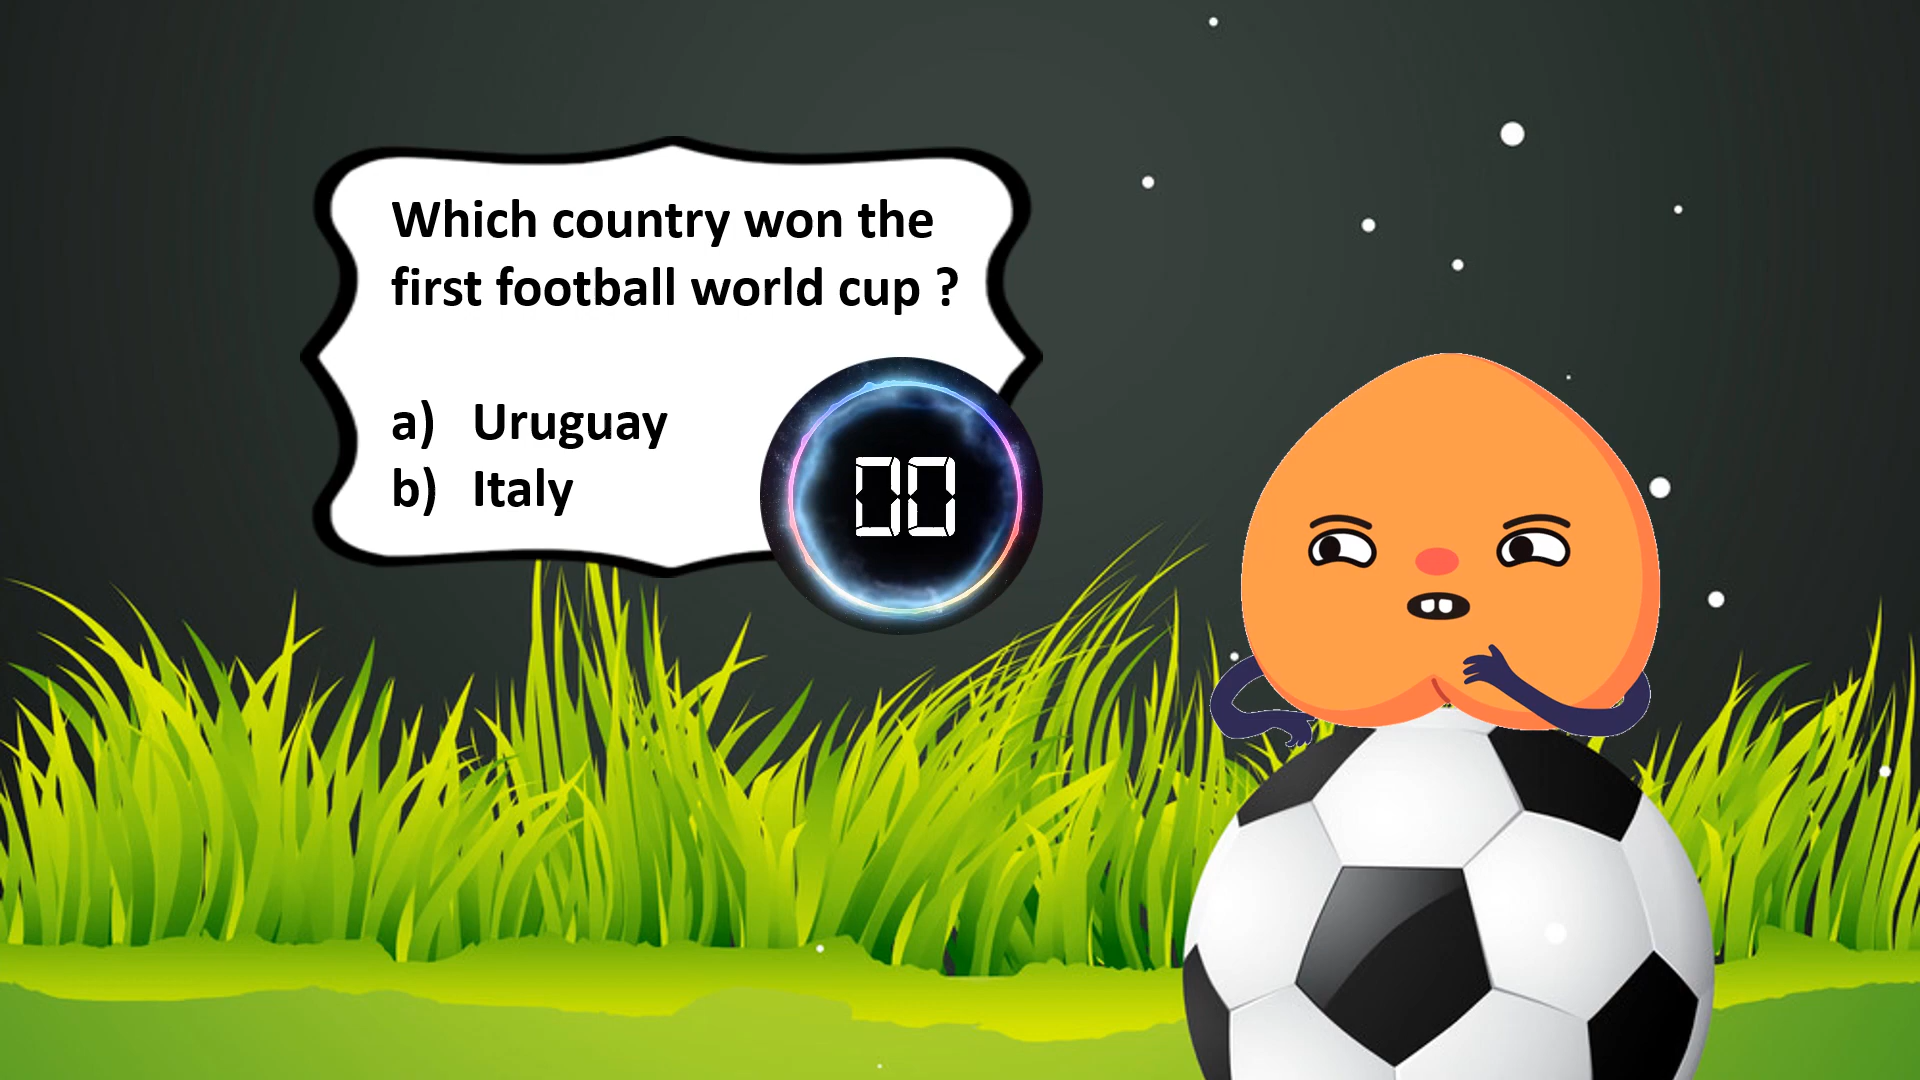 Which country won the
first football world cup ?
a) Uruguay
b) Italy
00